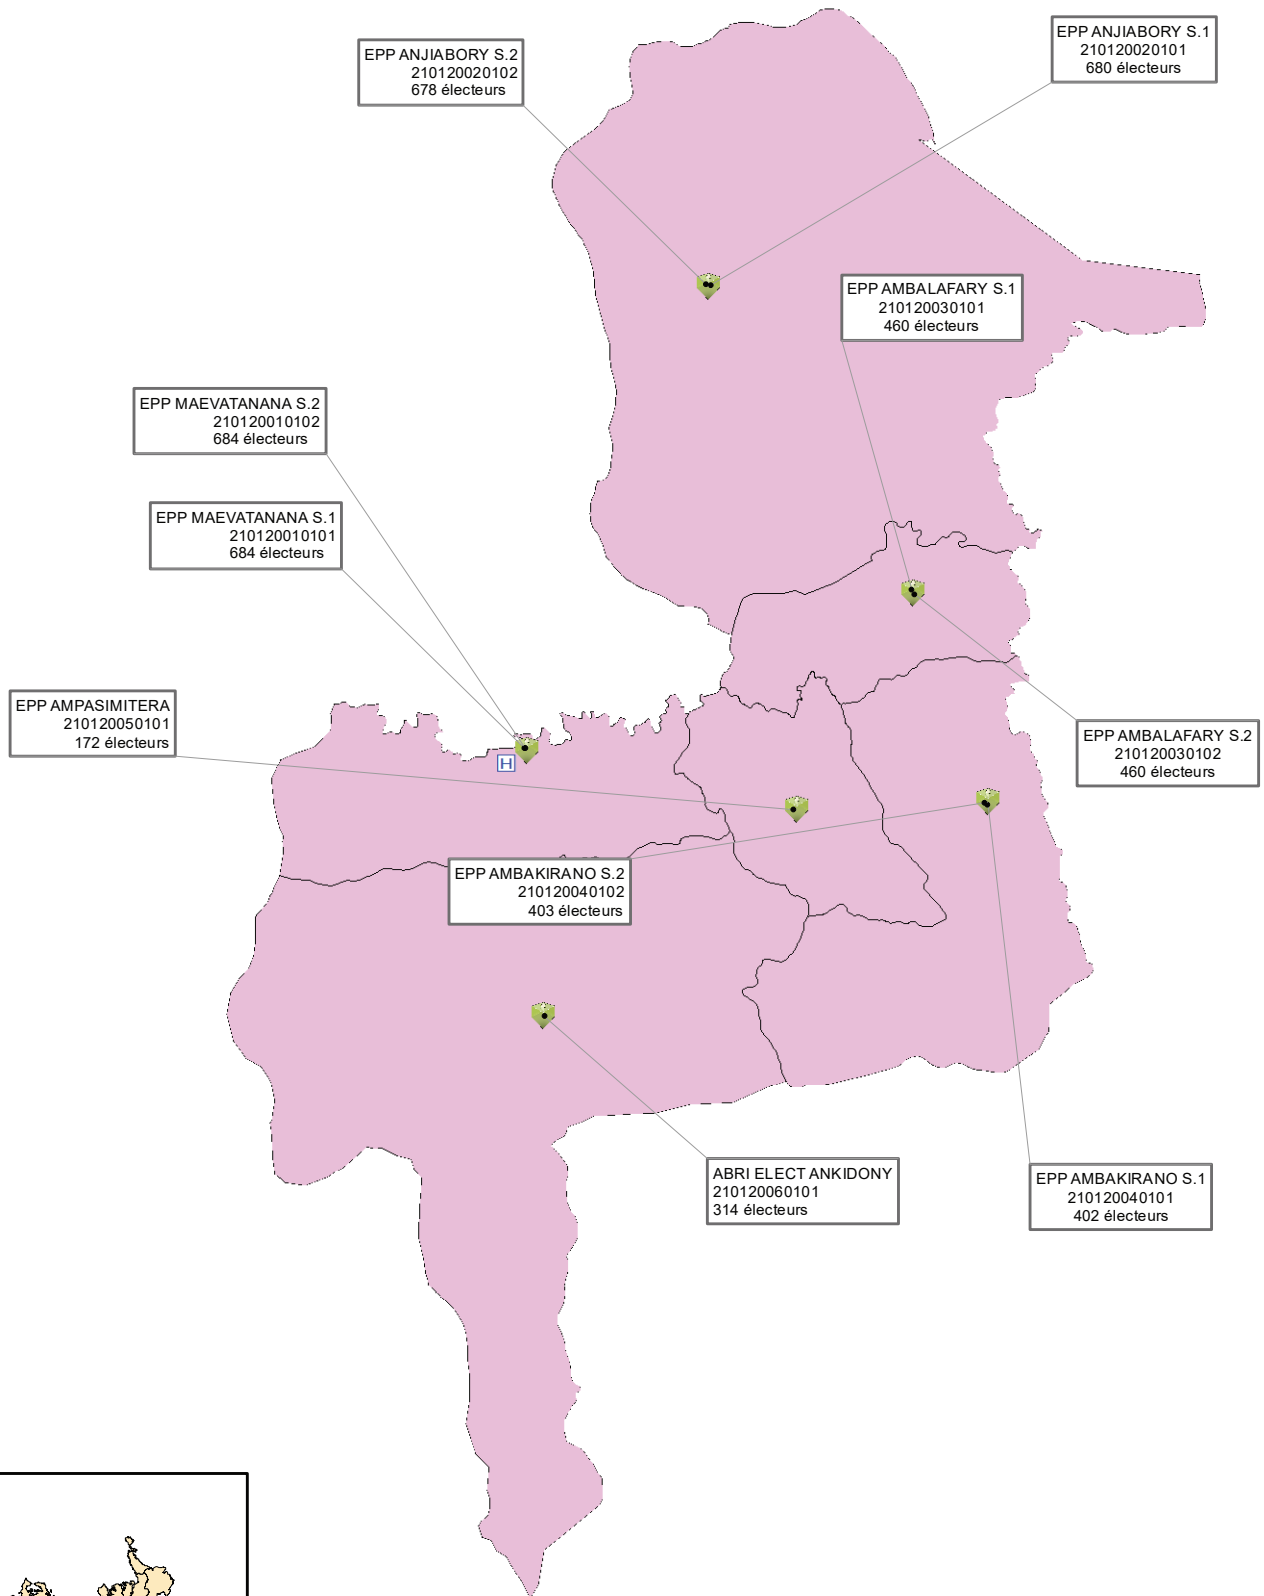 EPP ANJIABORY S.1
210120020101
680 électeurs
EPP ANJIABORY S.2
210120020102
678 électeurs
EPP AMBALAFARY S.1
210120030101
460 électeurs
EPP MAEVATANANA S.2
210120010102
684 électeurs
EPP MAEVATANANA S.1
210120010101
684 électeurs
EPP AMPASIMITERA
210120050101
172 électeurs
EPP AMBALAFARY S.2
210120030102
460 électeurs
H
EPP AMBAKIRANO S.2
210120040102
403 électeurs
ABRI ELECT ANKIDONY
210120060101
314 électeurs
EPP AMBAKIRANO S.1
210120040101
402 électeurs